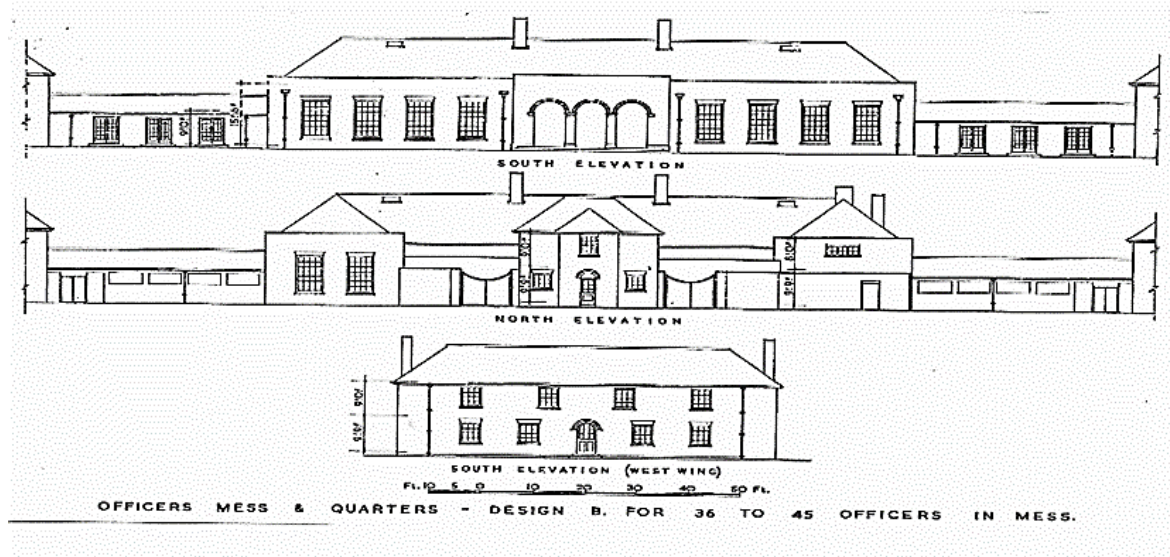 SOUTH ELEVATION
NORTH ELEVATION
SOUTH ELEVATION (WEST WING)
Ft. 10 5 0 10 20 30 40 50 Ft.
OFFICERS MESS & QUARTERS - DESIGN B. FOR 36 TO 45 OFFICERS IN MESS.